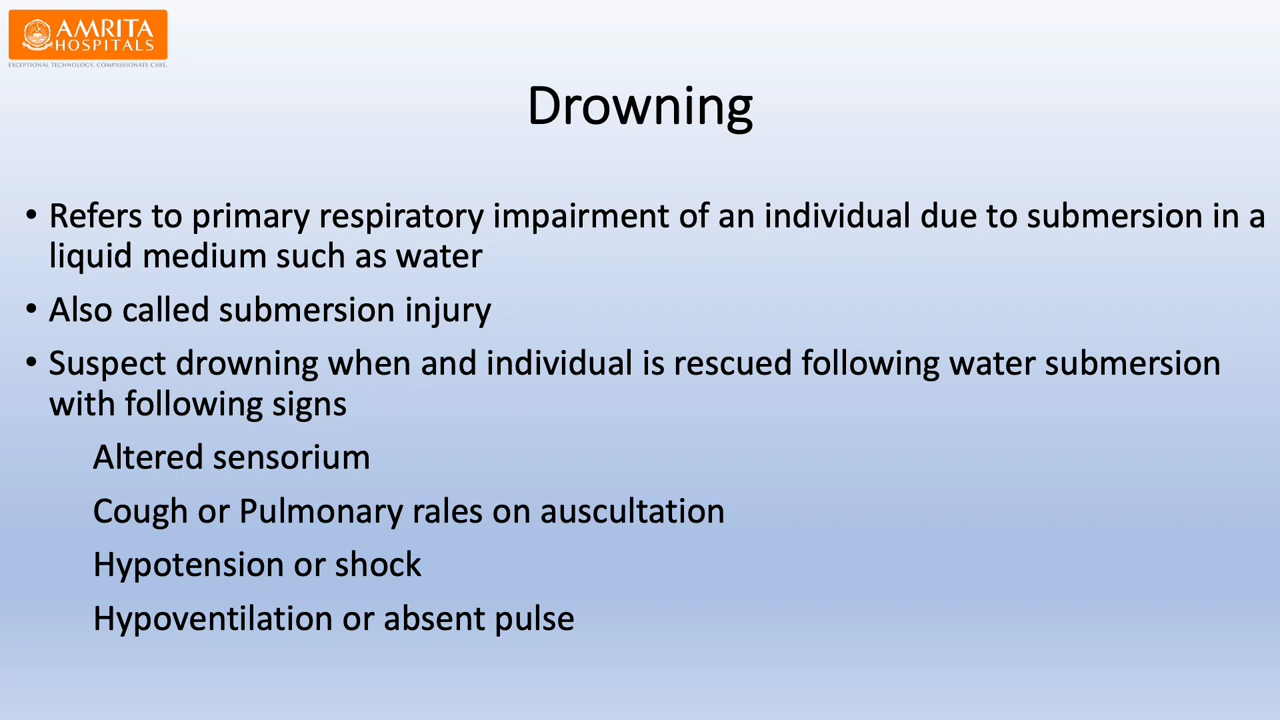 AMRITA
HOSPITALS
EXCEPTIONAL TECHNOLOGY. COMPASSIONATE CARE.
Drowning
• Refers to primary respiratory impairment of an individual due to submersion in a
liquid medium such as water
• Also called submersion injury
• Suspect drowning when and individual is rescued following water submersion
with following signs
Altered sensorium
Cough or Pulmonary rales on auscultation
Hypotension or shock
Hypoventilation or absent pulse